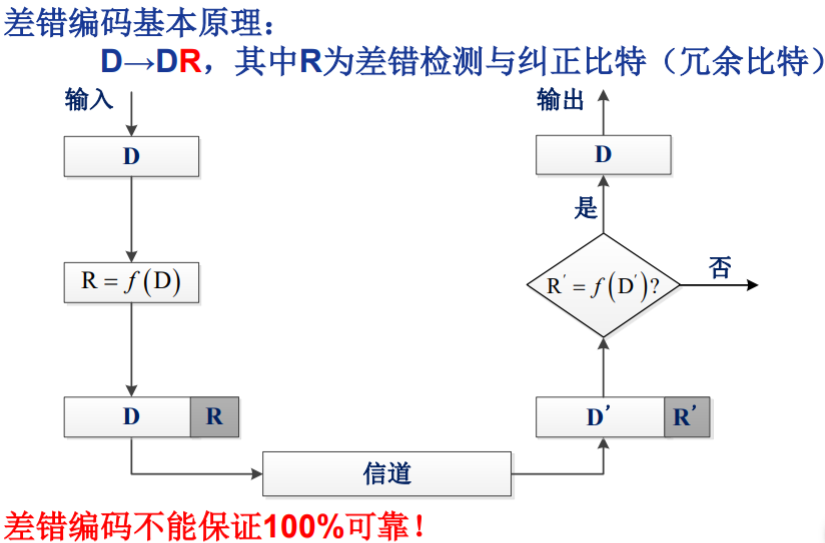 差错编码基本原理：
D→DR，其中R为差错检测与纠正比特（冗余比特）
输入
D
R = f(D)
D R
信道
D' R'
R' = f(D')?
是
否
D
输出
差错编码不能保证100%可靠！